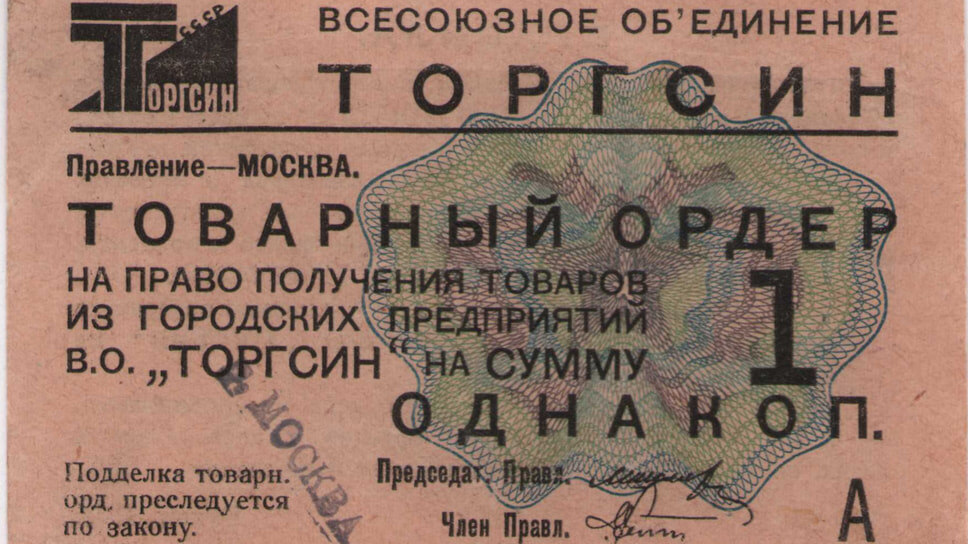 СССР
ТОРГСИН
ВСЕСОЮЗНОЕ ОБ'ЕДИНЕНИЕ
ТОРГСИН
Правление—МОСКВА.
ТОВАРНЫЙ ОРДЕР
НА ПРАВО ПОЛУЧЕНИЯ ТОВАРОВ
ИЗ ГОРОДСКИХ ПРЕДПРИЯТИЙ
В.О. „ТОРГСИН“ НА СУММУ
1
ОДНА КОП.
МОСКВА
Подделка товарн.
орд. преследуется
по закону.
Председат. Правл.
Член Правл.
А